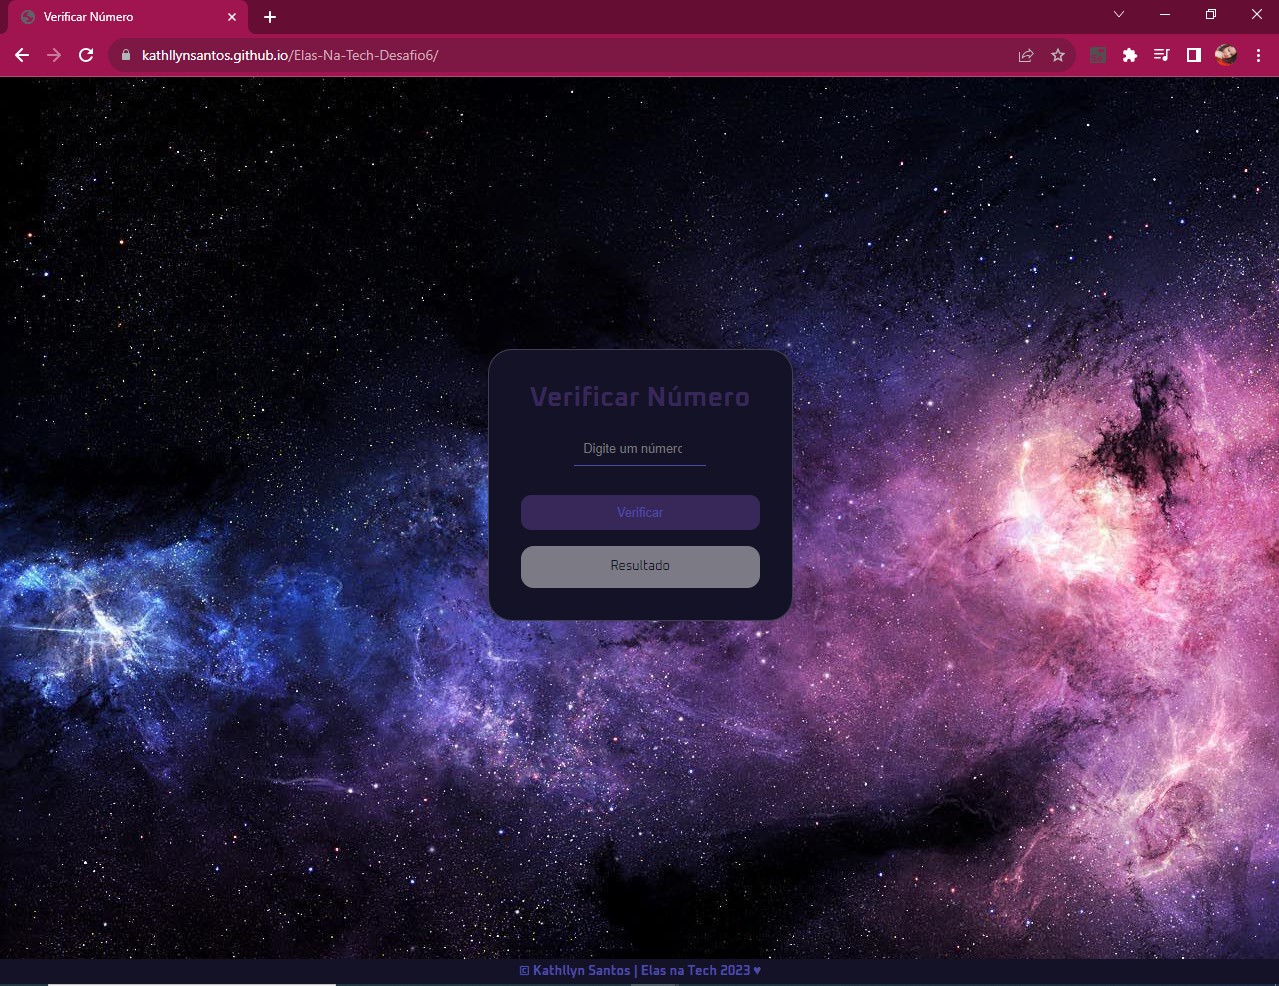 Verificar Número
kathllynsantos.github.io/Elas-Na-Tech-Desafio6/
Verificar Número
Digite um número
Verificar
Resultado
© Kathllyn Santos | Elas na Tech 2023 ♥